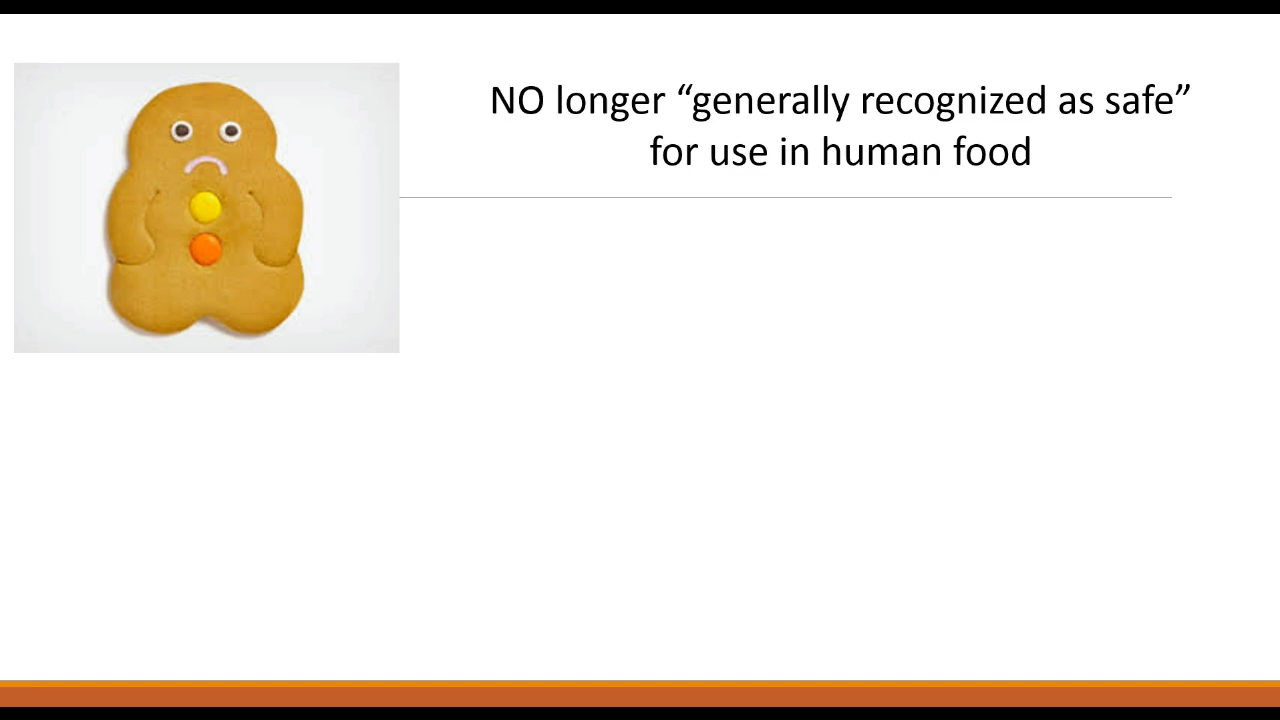 NO longer “generally recognized as safe”
for use in human food